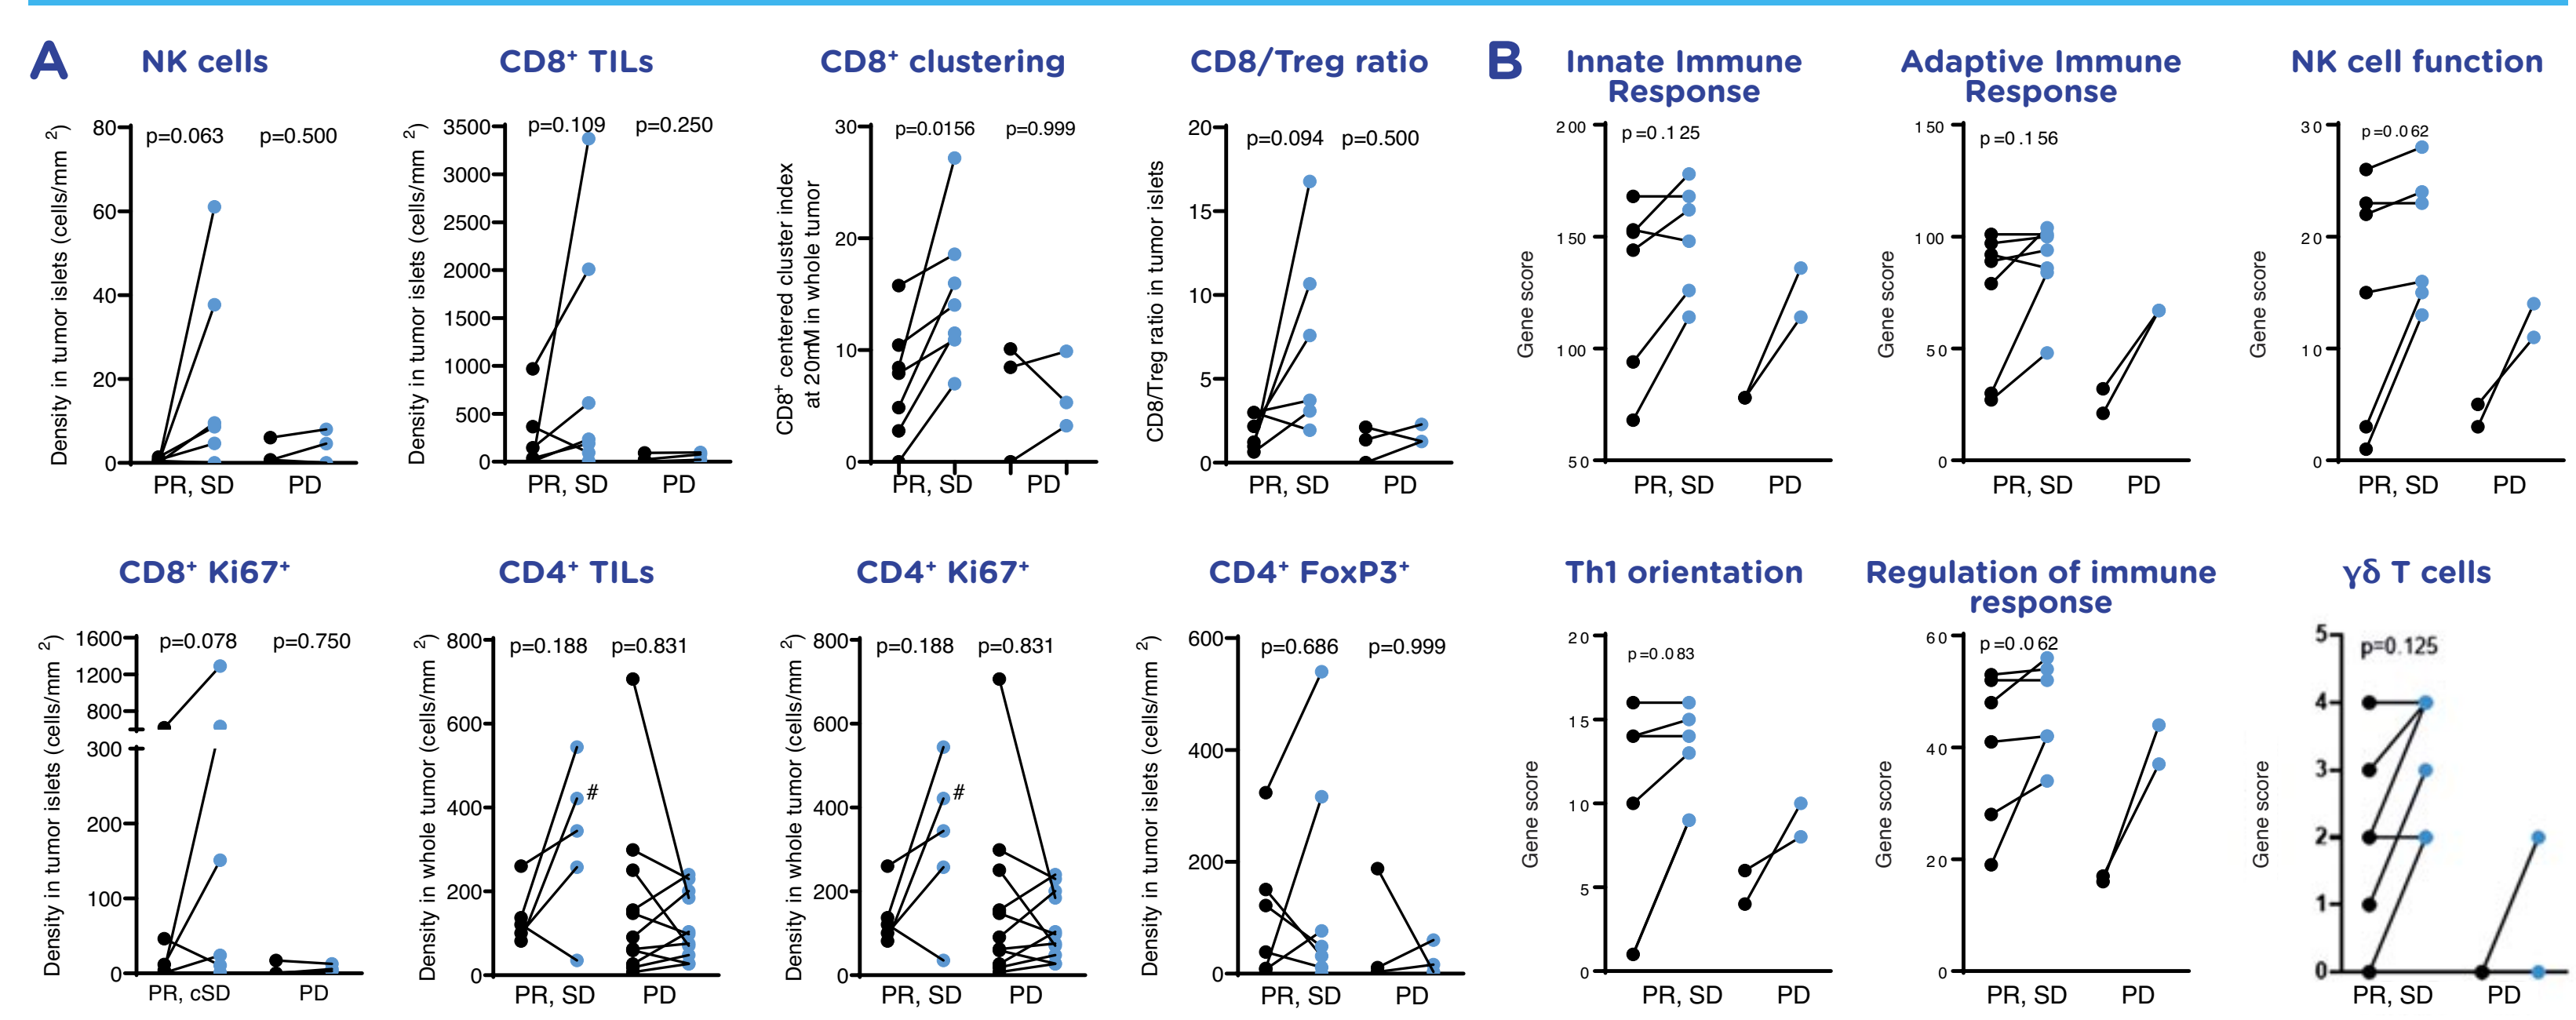 A
NK cells
Density in tumor islets (cells/mm 2)
80
60
40
20
0
p=0.063
p=0.500
PR, SD
PD
CD8+ TILs
Density in tumor islets (cells/mm 2)
3500
3000
2500
2000
1500
1000
500
0
p=0.109
p=0.250
PR, SD
PD
CD8+ clustering
CD8+ centered cluster index
at 20mM in whole tumor
30
20
10
0
p=0.0156
p=0.999
PR, SD
PD
CD8/Treg ratio
CD8/Treg ratio in tumor islets
20
15
10
5
0
p=0.094
p=0.500
PR, SD
PD
B
Innate Immune
Response
Gene score
200
150
100
50
p=0.125
PR, SD
PD
Adaptive Immune
Response
Gene score
150
100
50
0
p=0.156
PR, SD
PD
NK cell function
Gene score
30
20
10
0
p=0.062
PR, SD
PD
CD8+ Ki67+
Density in tumor islets (cells/mm 2)
1600
1200
800
300
200
100
0
p=0.078
p=0.750
PR, cSD
PD
CD4+ TILs
Density in whole tumor (cells/mm 2)
800
600
400
200
0
p=0.188
p=0.831
#
PR, SD
PD
CD4+ Ki67+
Density in whole tumor (cells/mm 2)
800
600
400
200
0
p=0.188
p=0.831
#
PR, SD
PD
CD4+ FoxP3+
Density in tumor islets (cells/mm 2)
600
400
200
0
p=0.686
p=0.999
PR, SD
PD
Th1 orientation
Gene score
20
15
10
5
0
p=0.083
PR, SD
PD
Regulation of immune
response
Gene score
60
40
20
0
p=0.062
PR, SD
PD
γδ T cells
Gene score
5
4
3
2
1
0
p=0.125
PR, SD
PD